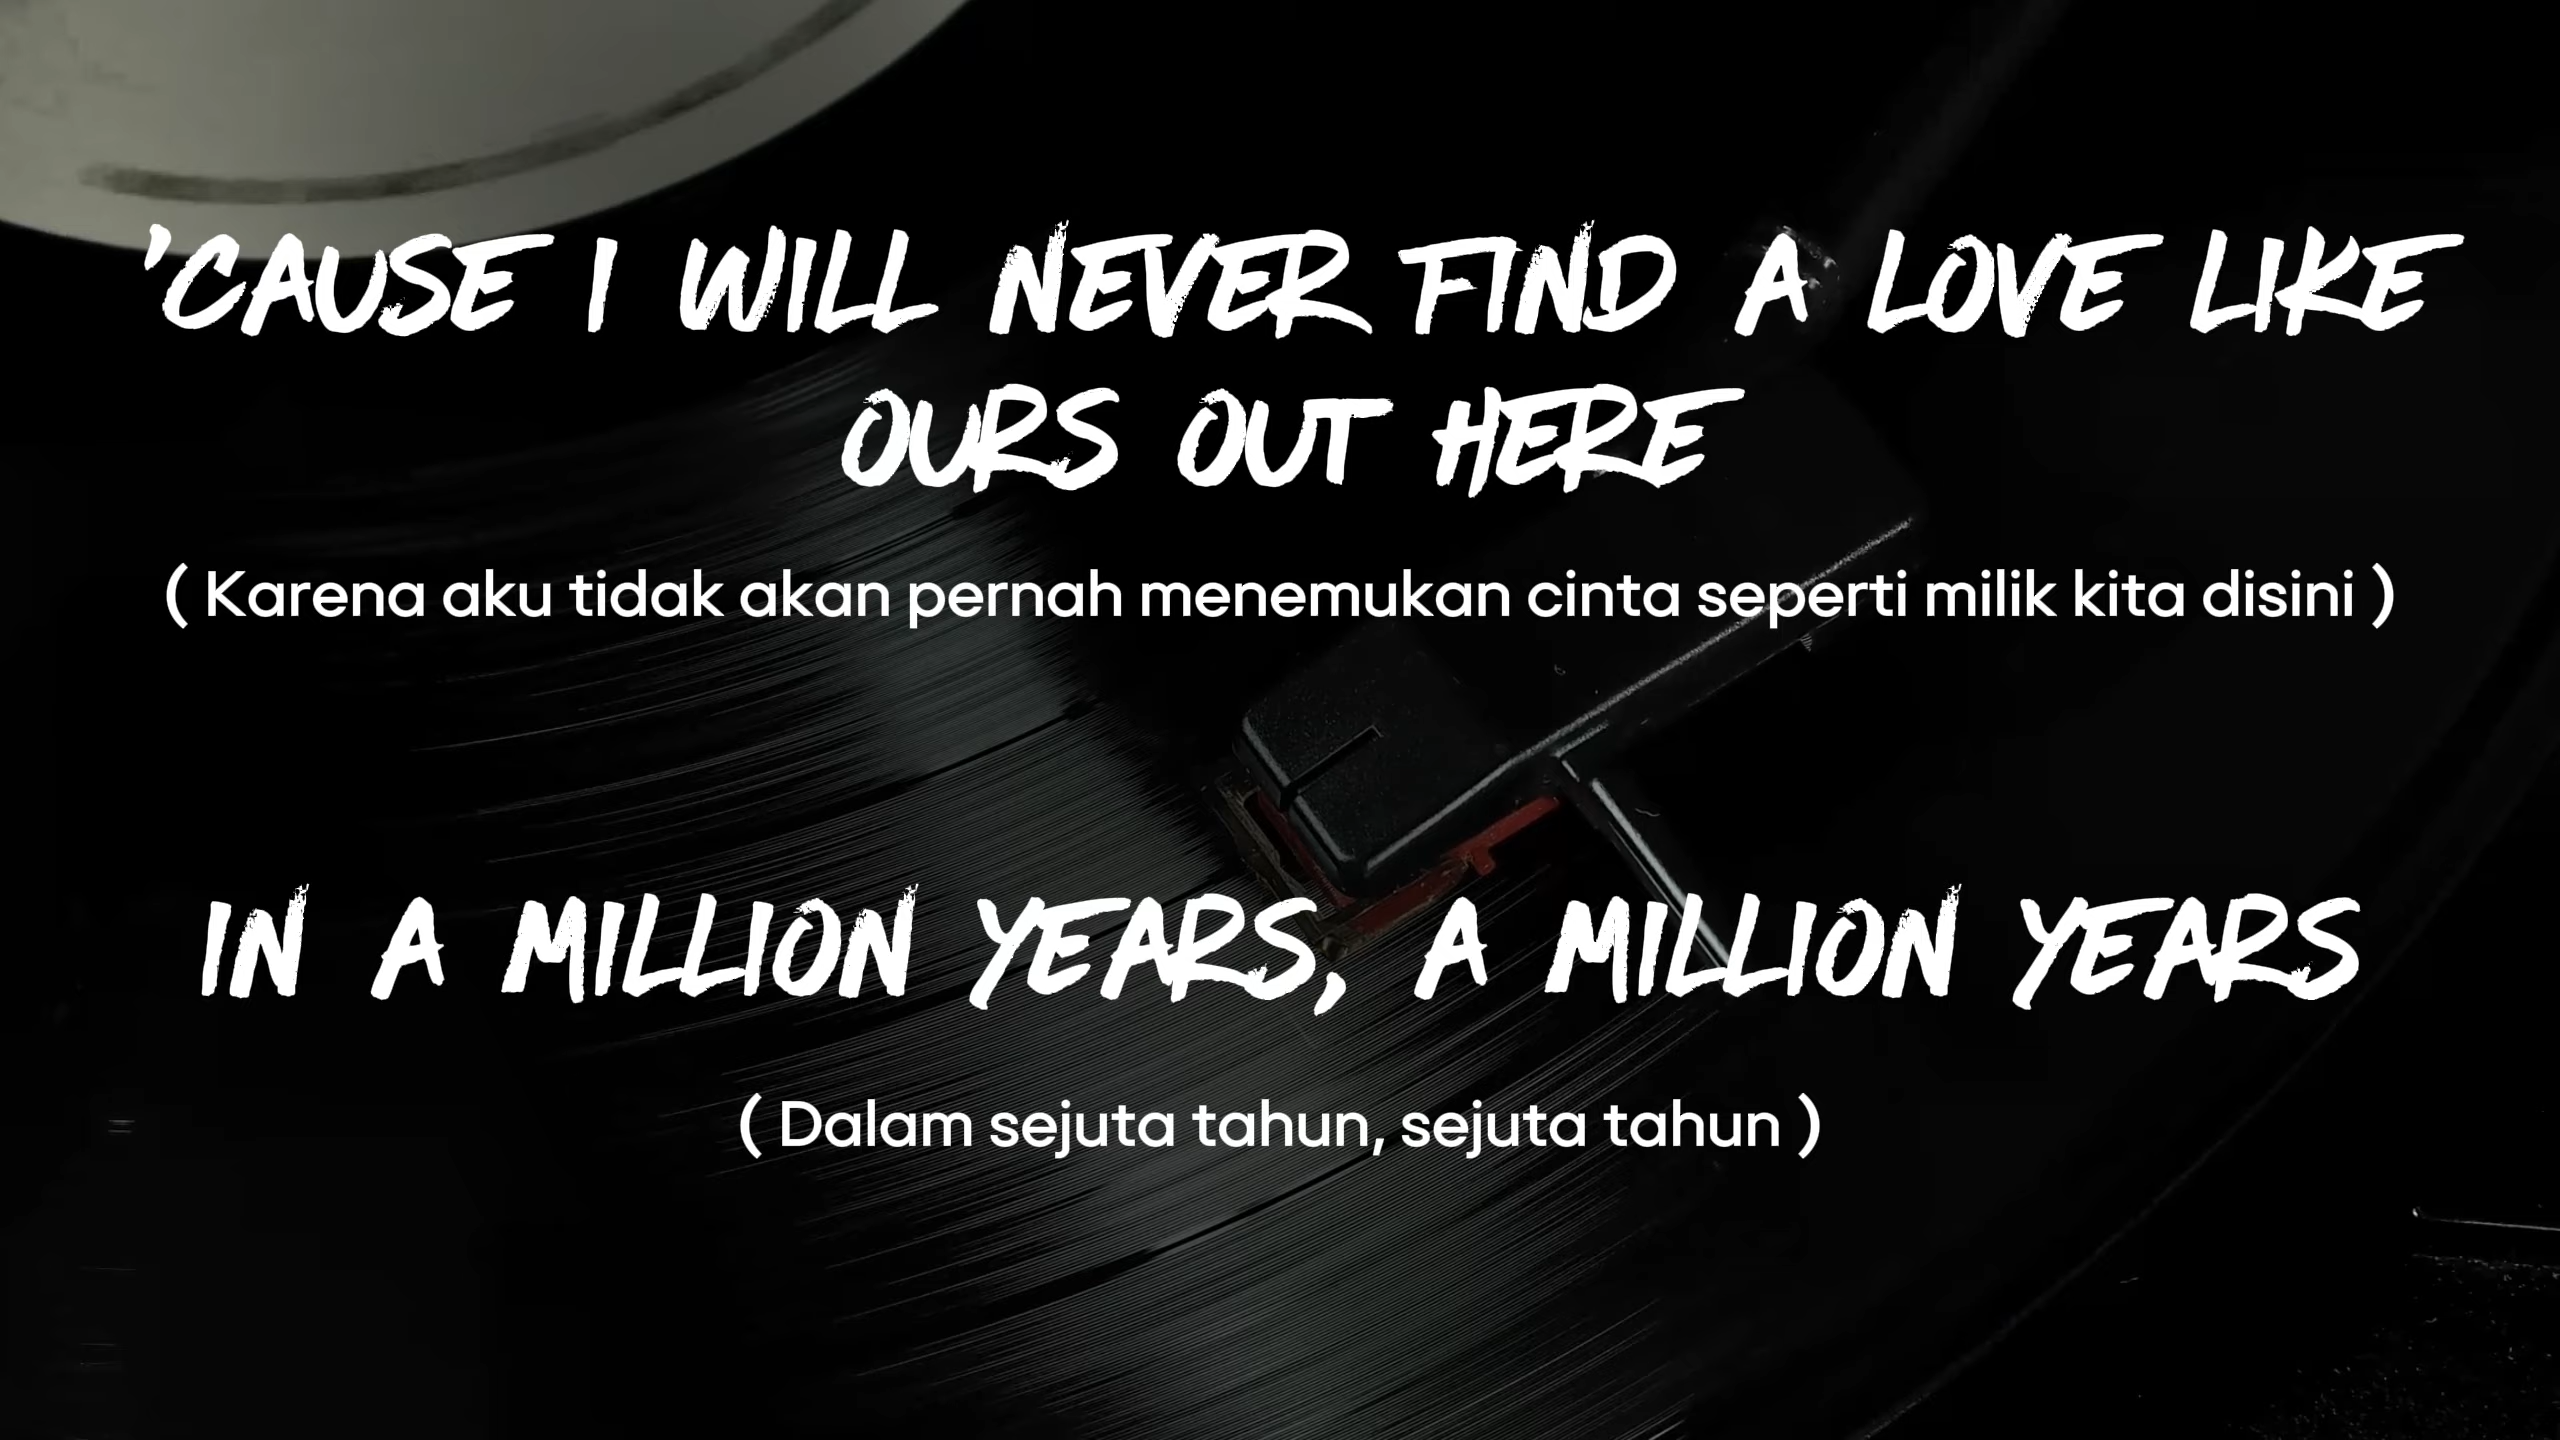 'CAUSE I WILL NEVER FIND A LOVE LIKE
OURS OUT HERE
( Karena aku tidak akan pernah menemukan cinta seperti milik kita disini )
IN A MILLION YEARS, A MILLION YEARS
( Dalam sejuta tahun, sejuta tahun )